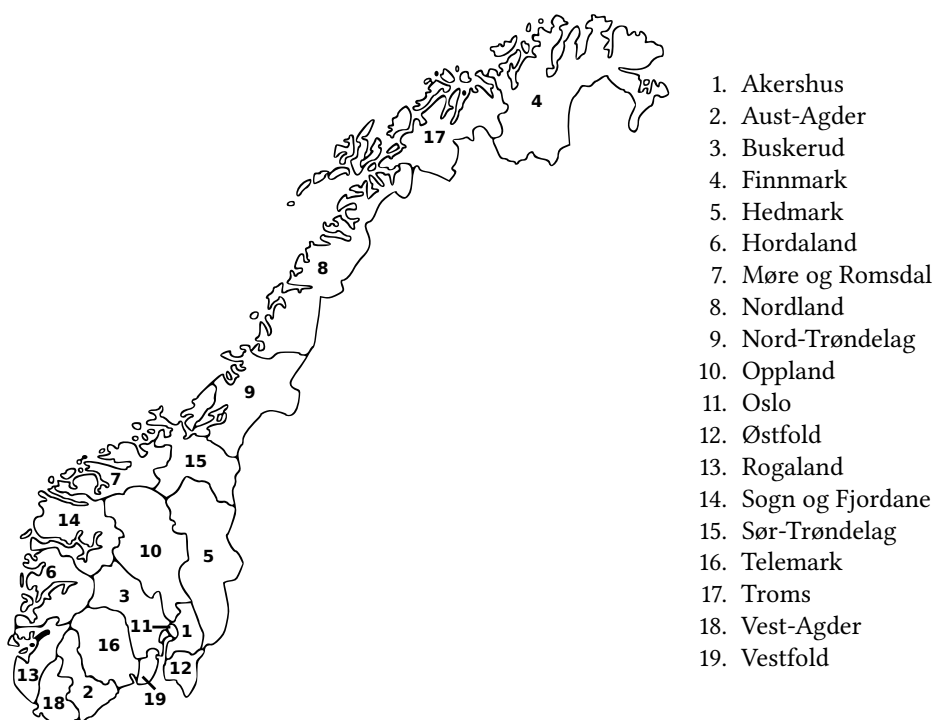 4
17
8
9
15
7
14
10
5
6
3
11
1
16
12
13
2
19
18
1. Akershus
2. Aust-Agder
3. Buskerud
4. Finnmark
5. Hedmark
6. Hordaland
7. Møre og Romsdal
8. Nordland
9. Nord-Trøndelag
10. Oppland
11. Oslo
12. Østfold
13. Rogaland
14. Sogn og Fjordane
15. Sør-Trøndelag
16. Telemark
17. Troms
18. Vest-Agder
19. Vestfold